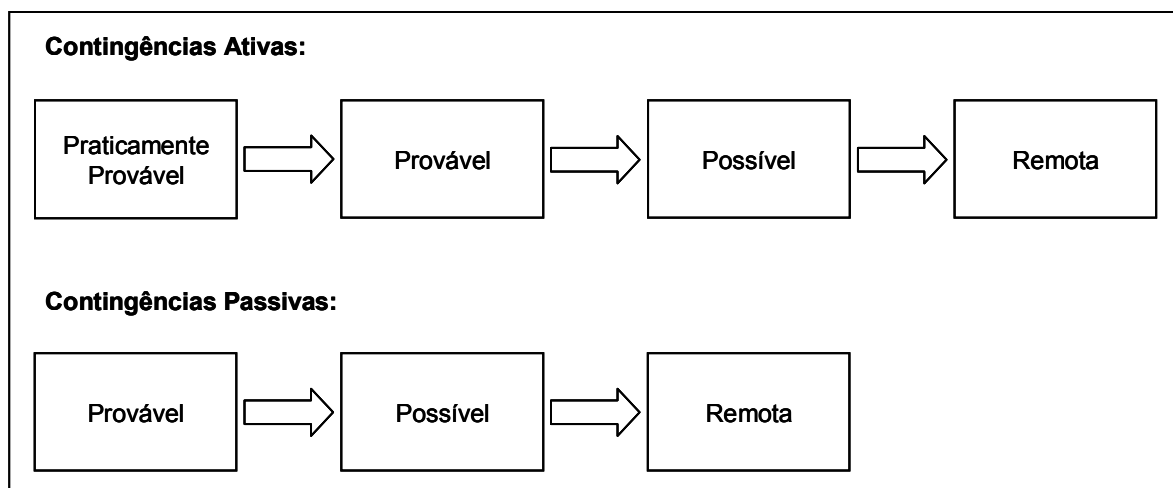 Contingências Ativas:
Praticamente
Provável
Provável
Possível
Remota
Contingências Passivas:
Provável
Possível
Remota